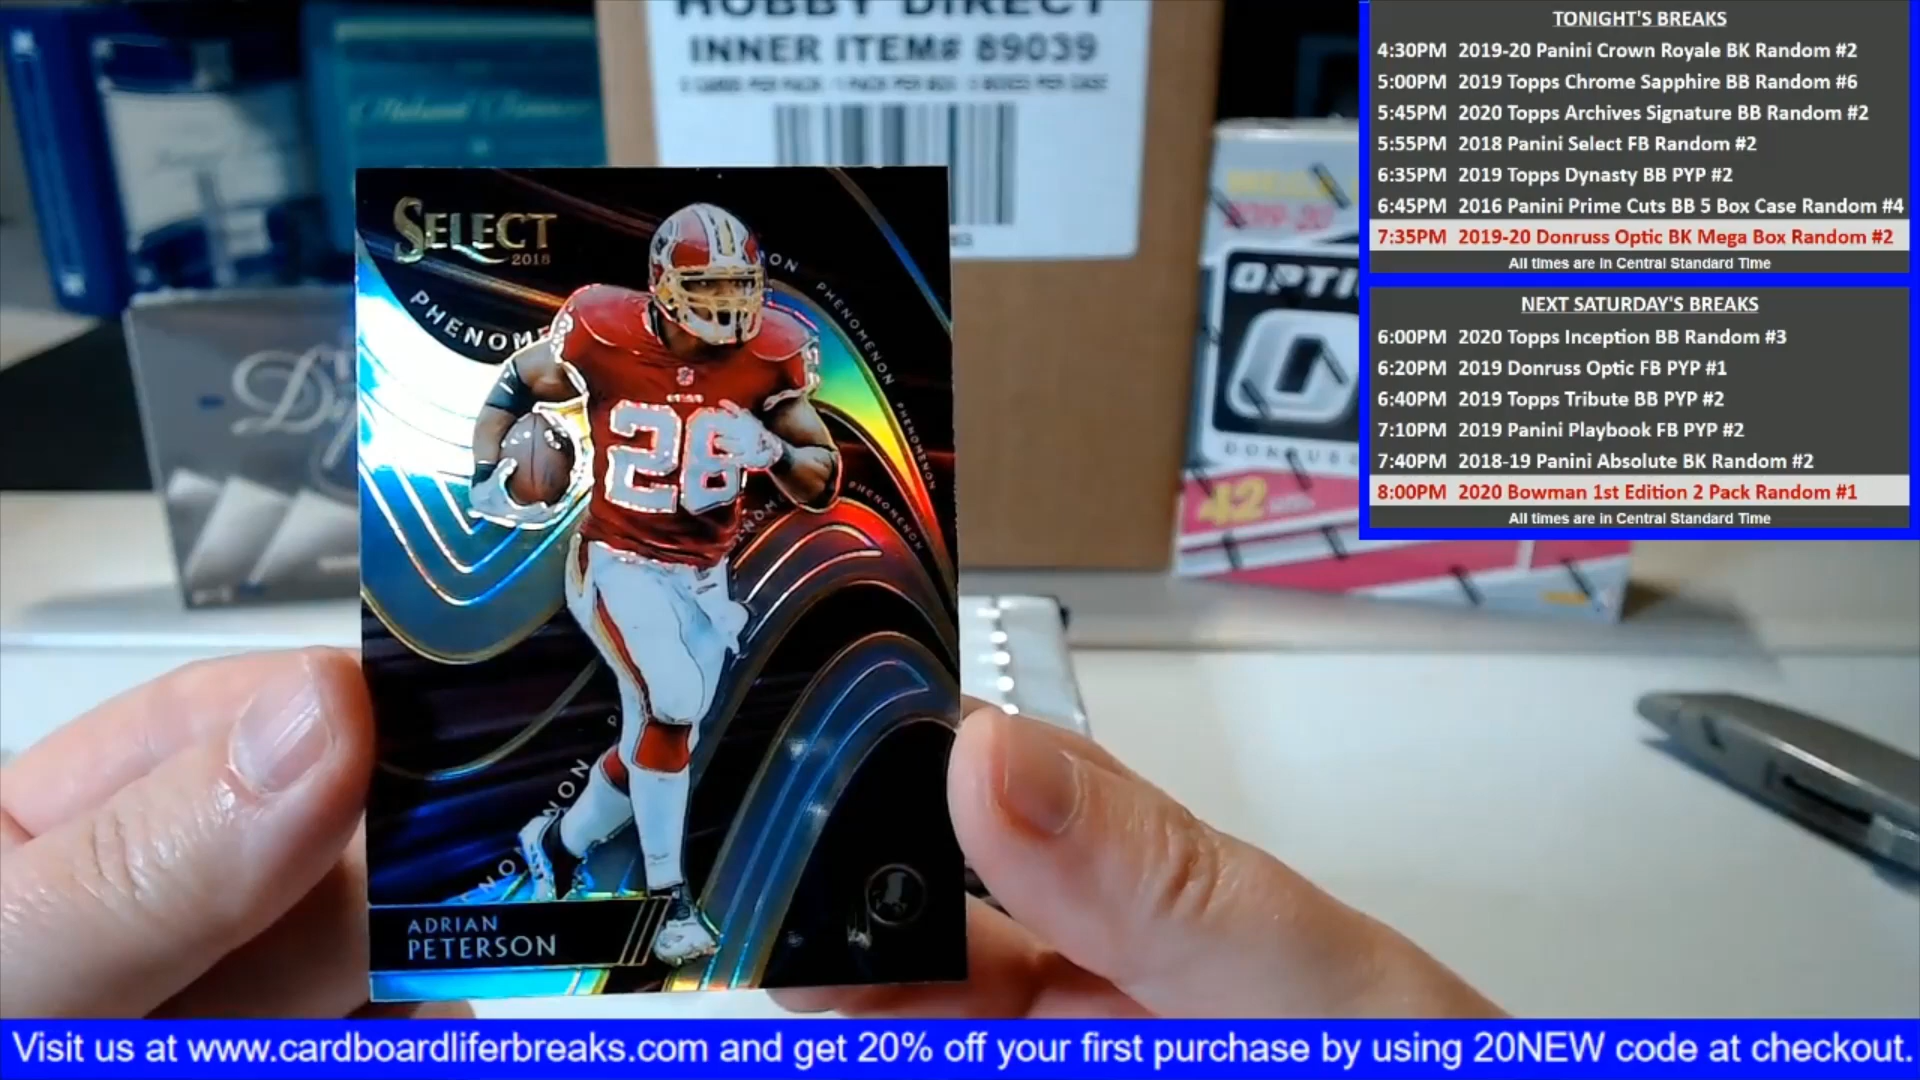 HOBBY DIRECT
INNER ITEM# 89039
TONIGHT'S BREAKS
4:30PM 2019-20 Panini Crown Royale BK Random #2
5:00PM 2019 Topps Chrome Sapphire BB Random #6
5:45PM 2020 Topps Archives Signature BB Random #2
5:55PM 2018 Panini Select FB Random #2
6:35PM 2019 Topps Dynasty BB PYP #2
6:45PM 2016 Panini Prime Cuts BB 5 Box Case Random #4
7:35PM 2019-20 Donruss Optic BK Mega Box Random #2
All times are in Central Standard Time
NEXT SATURDAY'S BREAKS
6:00PM 2020 Topps Inception BB Random #3
6:20PM 2019 Donruss Optic FB PYP #1
6:40PM 2019 Topps Tribute BB PYP #2
7:10PM 2019 Panini Playbook FB PYP #2
7:40PM 2018-19 Panini Absolute BK Random #2
8:00PM 2020 Bowman 1st Edition 2 Pack Random #1
All times are in Central Standard Time
SELECT
2018
PHENOM
PHENOMENON
PHENOMENON
PHENOMENON
28
ADRIAN
PETERSON
OPTI
42
Visit us at www.cardboardliferbreaks.com and get 20% off your first purchase by using 20NEW code at checkout.